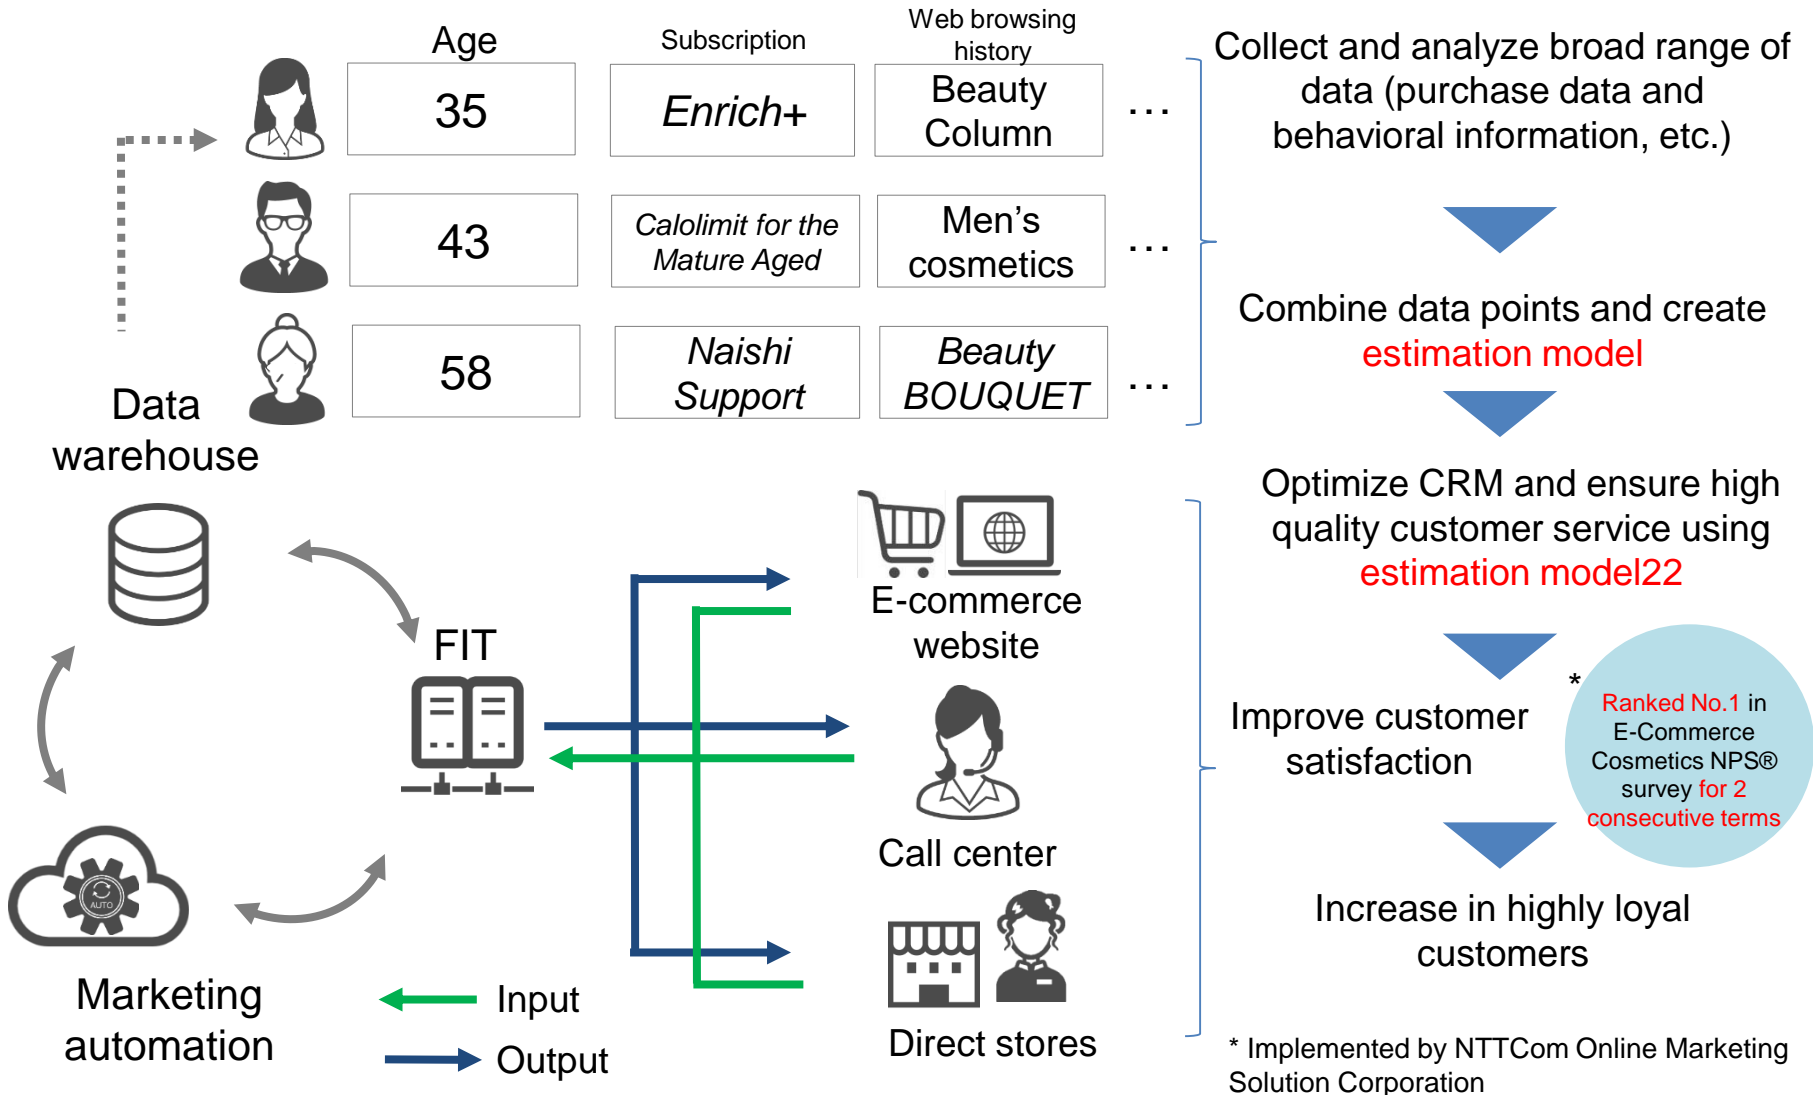 Age
Subscription
Web browsing
history
35
Enrich+
Beauty
Column
...
43
Calolimit for the
Mature Aged
Men’s
cosmetics
...
58
Naishi
Support
Beauty
BOUQUET
...
Data
warehouse
FIT
Marketing
automation
Input
Output
AUTO
E-commerce
website
Call center
Direct stores
Collect and analyze broad range of
data (purchase data and
behavioral information, etc.)
Combine data points and create
estimation model
Optimize CRM and ensure high
quality customer service using
estimation model22
Improve customer
satisfaction
*
Ranked No.1 in
E-Commerce
Cosmetics NPS®
survey for 2
consecutive terms
Increase in highly loyal
customers
* Implemented by NTTCom Online Marketing
Solution Corporation